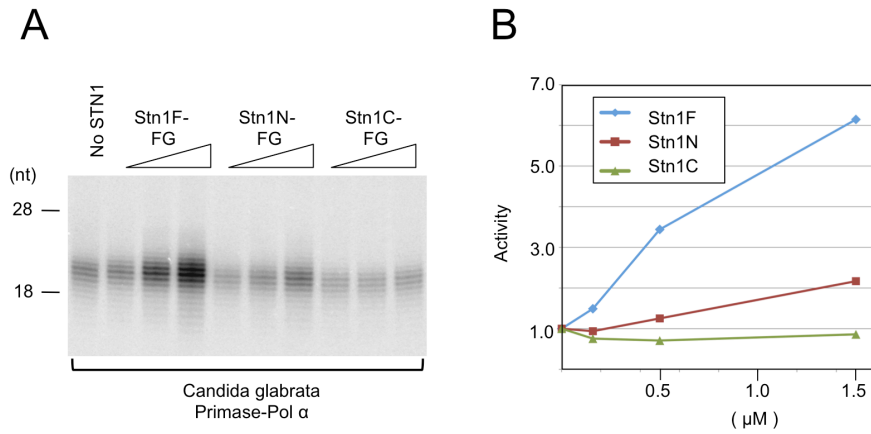 A
No STN1
Stn1F-
FG
Stn1N-
FG
Stn1C-
FG
(nt)
28
18
Candida glabrata
Primase-Pol α
B
7.0
5.0
3.0
1.0
Activity
Stn1F
Stn1N
Stn1C
0.5
1.0
1.5
( μM )